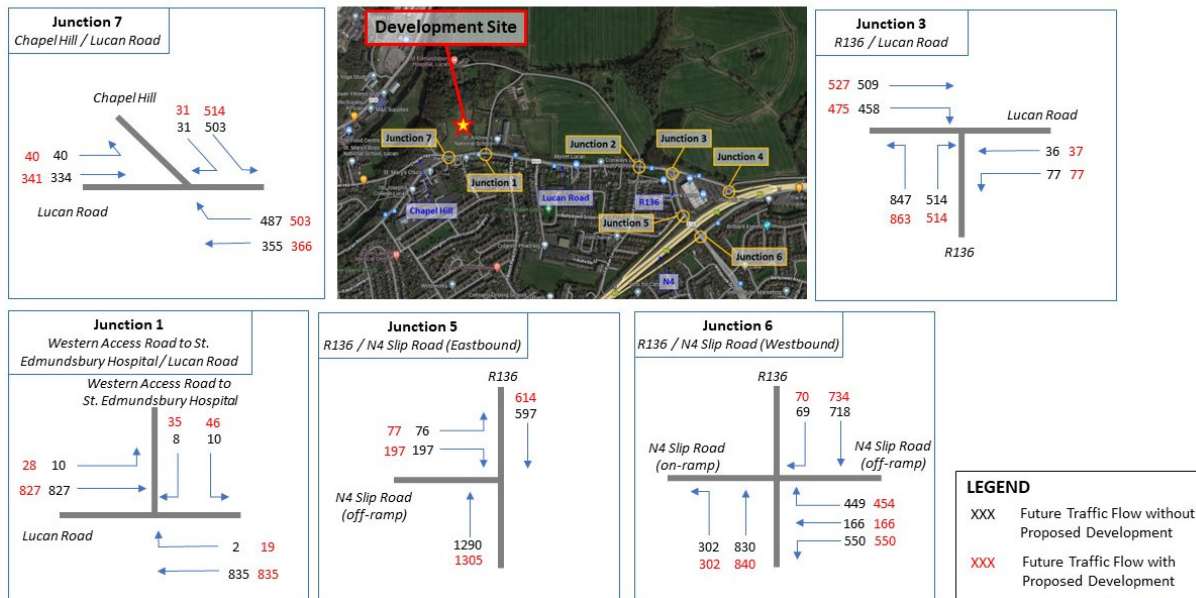 Junction 7
Chapel Hill / Lucan Road
Chapel Hill
31 514
31 503
40 40
341 334
Lucan Road
487 503
355 366
Development Site
Junction 7
Junction 1
Junction 2
Junction 3
Junction 4
Junction 5
Junction 6
Chapel Hill
Lucan Road
R136
N4
Junction 3
R136 / Lucan Road
527 509
475 458
Lucan Road
36 37
77 77
847 514
863 514
R136
Junction 1
Western Access Road to St.
Edmundsbury Hospital / Lucan Road
Western Access Road to
St. Edmundsbury Hospital
35 46
8 10
28 10
827 827
Lucan Road
2 19
835 835
Junction 5
R136 / N4 Slip Road (Eastbound)
R136
614
597
77 76
197 197
N4 Slip Road
(off-ramp)
1290
1305
Junction 6
R136 / N4 Slip Road (Westbound)
R136
70 734
69 718
N4 Slip Road
(on-ramp)
N4 Slip Road
(off-ramp)
449 454
166 166
550 550
302 830
302 840
LEGEND
XXX Future Traffic Flow without
Proposed Development
XXX Future Traffic Flow with
Proposed Development